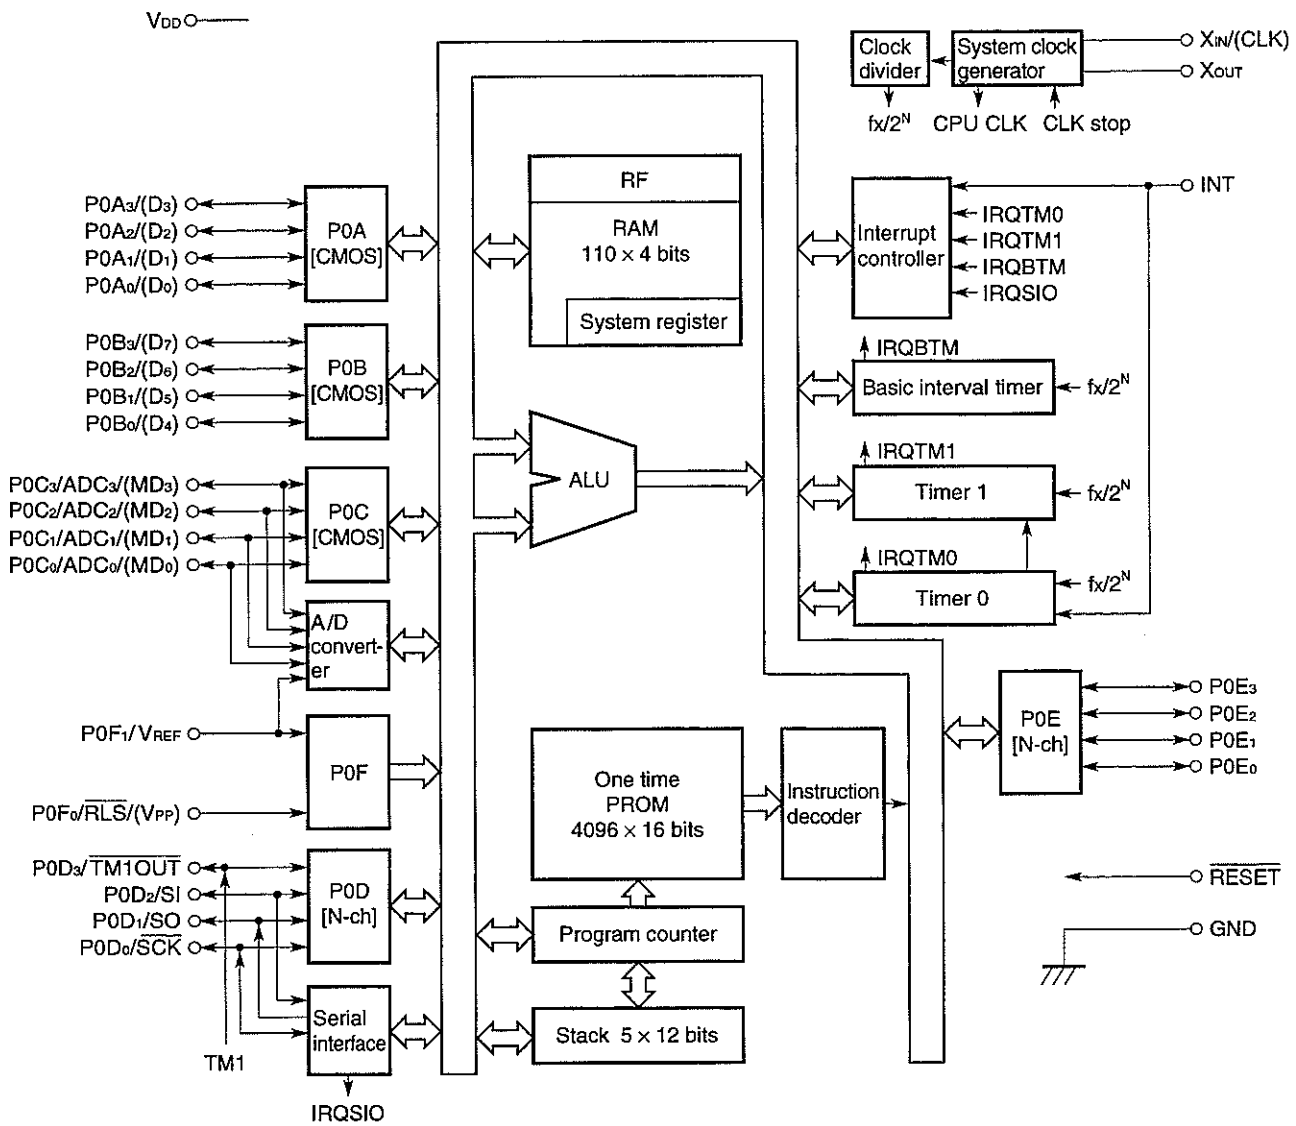 VDD
Clock
divider
System clock
generator
XIN/(CLK)
XOUT
fx/2^N
CPU CLK
CLK stop
P0A3/(D3)
P0A2/(D2)
P0A1/(D1)
P0A0/(D0)
P0A
[CMOS]
RF
RAM
110 × 4 bits
System register
Interrupt
controller
INT
IRQTM0
IRQTM1
IRQBTM
IRQSIO
P0B3/(D7)
P0B2/(D6)
P0B1/(D5)
P0B0/(D4)
P0B
[CMOS]
IRQBTM
Basic interval timer
fx/2^N
P0C3/ADC3/(MD3)
P0C2/ADC2/(MD2)
P0C1/ADC1/(MD1)
P0C0/ADC0/(MD0)
P0C
[CMOS]
ALU
IRQTM1
Timer 1
fx/2^N
IRQTM0
Timer 0
fx/2^N
A/D
convert-
er
P0F1/VREF
P0F0/RLS/(VPP)
P0F
One time
PROM
4096 × 16 bits
Instruction
decoder
P0E
[N-ch]
P0E3
P0E2
P0E1
P0E0
P0D3/TM1OUT
P0D2/SI
P0D1/SO
P0D0/SCK
P0D
[N-ch]
Program counter
RESET
GND
Serial
interface
Stack 5 × 12 bits
TM1
IRQSIO